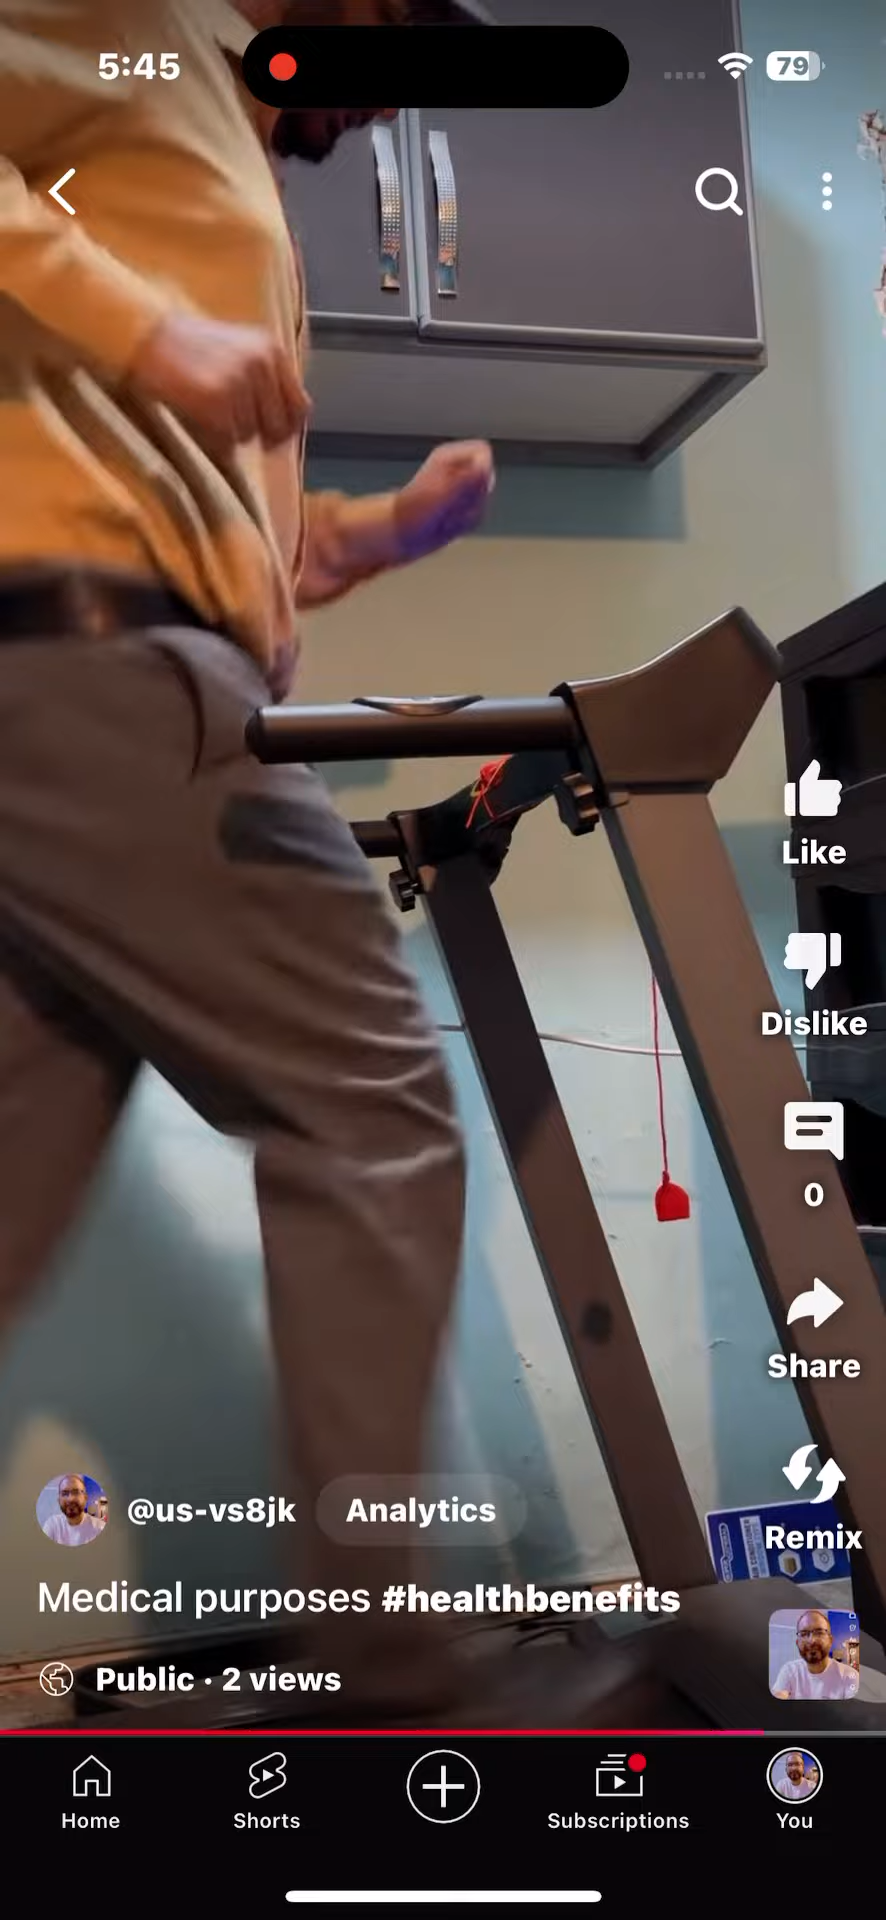 5:45
79
Like
Dislike
0
Share
Remix
@us-vs8jk Analytics
Medical purposes #healthbenefits
Public · 2 views
Home Shorts Subscriptions You